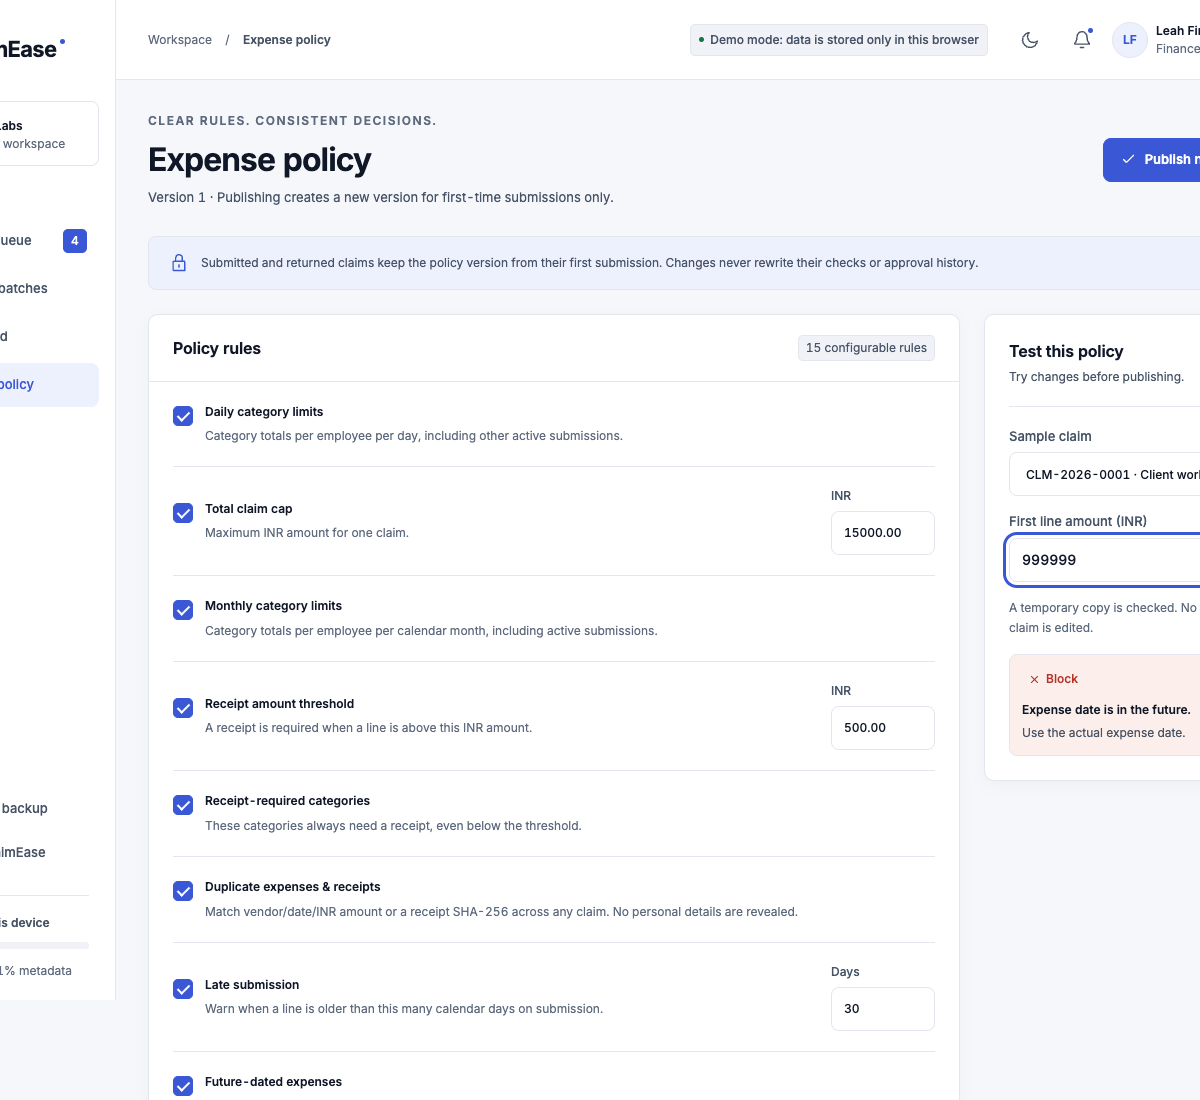 Ease
abs
workspace
ueue
4
batches
d
policy
backup
imEase
is device
1% metadata
Workspace / Expense policy
Demo mode: data is stored only in this browser
LF
Leah Fi
Finance
CLEAR RULES. CONSISTENT DECISIONS.
Expense policy
Version 1 · Publishing creates a new version for first-time submissions only.
Publish n
Submitted and returned claims keep the policy version from their first submission. Changes never rewrite their checks or approval history.
Policy rules
15 configurable rules
Daily category limits
Category totals per employee per day, including other active submissions.
Total claim cap
Maximum INR amount for one claim.
INR
15000.00
Monthly category limits
Category totals per employee per calendar month, including active submissions.
Receipt amount threshold
A receipt is required when a line is above this INR amount.
INR
500.00
Receipt-required categories
These categories always need a receipt, even below the threshold.
Duplicate expenses & receipts
Match vendor/date/INR amount or a receipt SHA-256 across any claim. No personal details are revealed.
Late submission
Warn when a line is older than this many calendar days on submission.
Days
30
Future-dated expenses
Test this policy
Try changes before publishing.
Sample claim
CLM-2026-0001 · Client wor
First line amount (INR)
999999
A temporary copy is checked. No
claim is edited.
Block
Expense date is in the future.
Use the actual expense date.